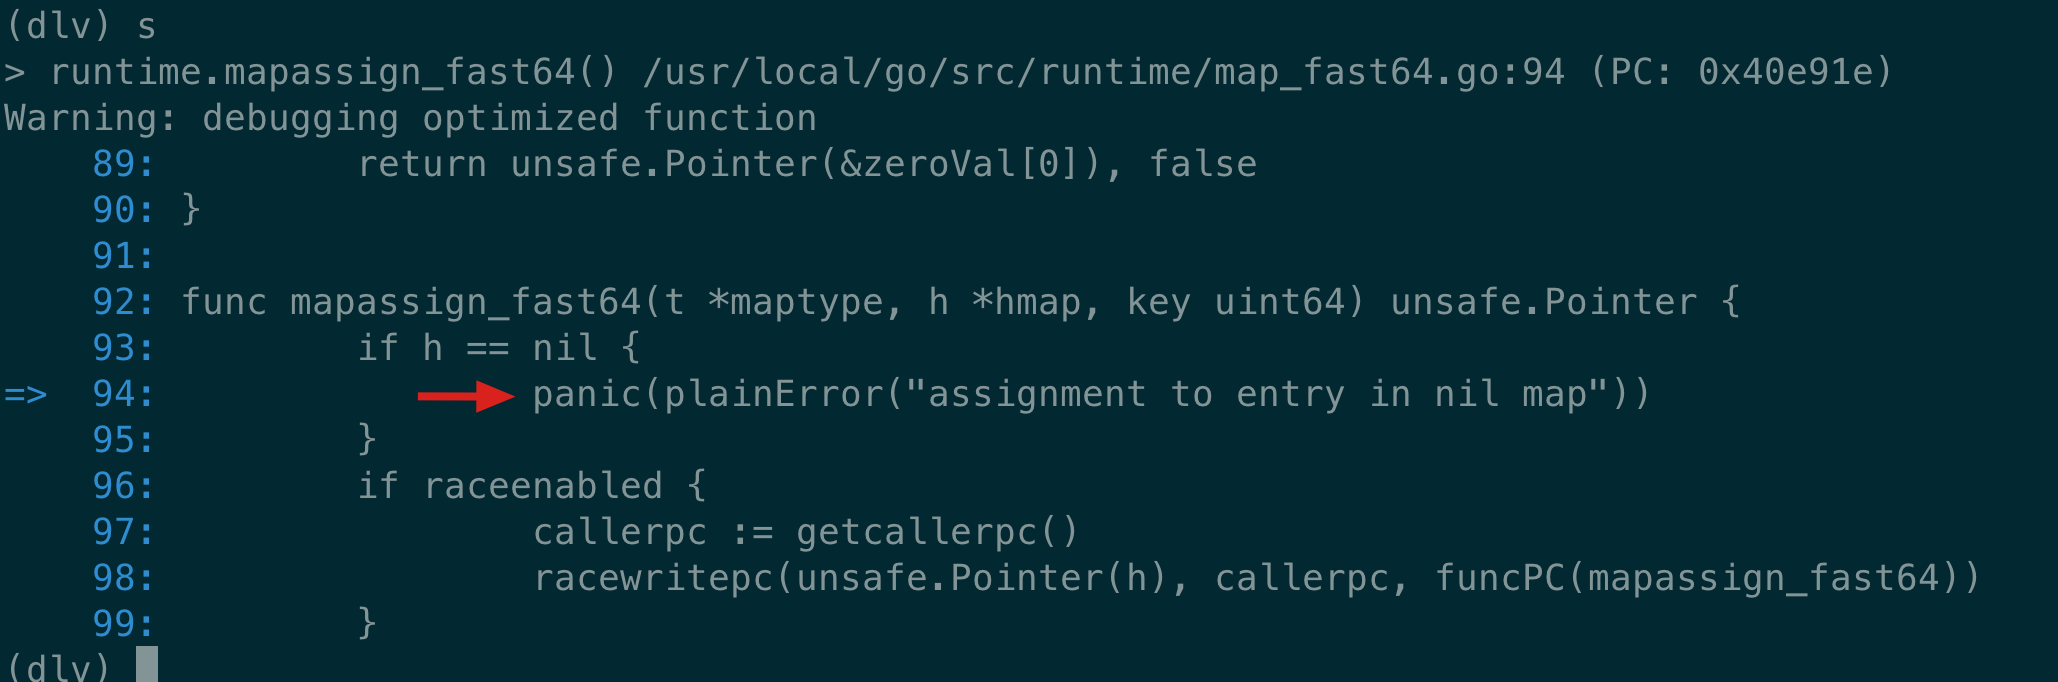 (dlv) s
> runtime.mapassign_fast64() /usr/local/go/src/runtime/map_fast64.go:94 (PC: 0x40e91e)
Warning: debugging optimized function
    89:         return unsafe.Pointer(&zeroVal[0]), false
    90: }
    91:
    92: func mapassign_fast64(t *maptype, h *hmap, key uint64) unsafe.Pointer {
    93:         if h == nil {
=>  94:                 panic(plainError("assignment to entry in nil map"))
    95:         }
    96:         if raceenabled {
    97:                 callerpc := getcallerpc()
    98:                 racewritepc(unsafe.Pointer(h), callerpc, funcPC(mapassign_fast64))
    99:         }
(dlv)